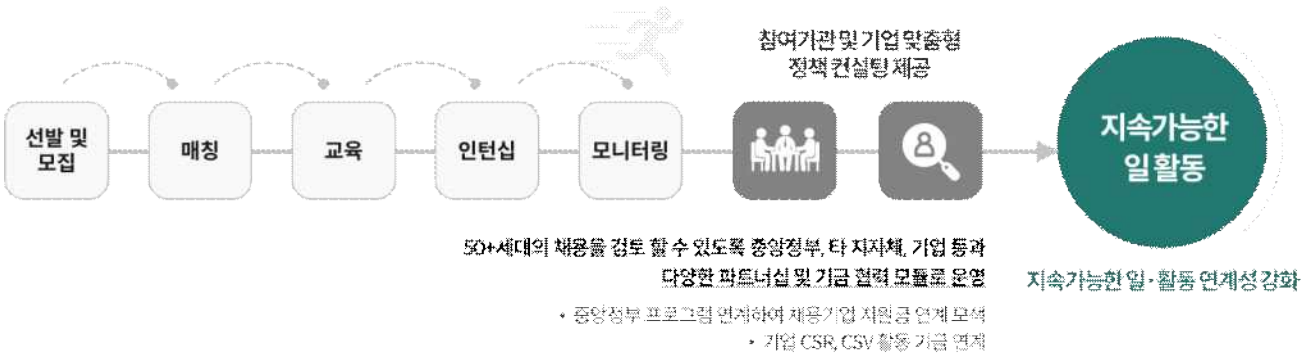 참여기관 및 기업 맞춤형
정책 컨설팅 제공
선발 및
모집
매칭
교육
인턴십
모니터링
지속가능한
일 활동
50+세대의 채용을 검토 할 수 있도록 중앙정부, 타 지자체, 기업 등과
다양한 파트너십 및 기금 협력 모듈로 운영
• 중앙정부 프로그램 연계하여 채용기업 지원금 연계 모색
• 기업 CSR, CSV 활동 기금 연계
지속가능한 일·활동 연계성 강화